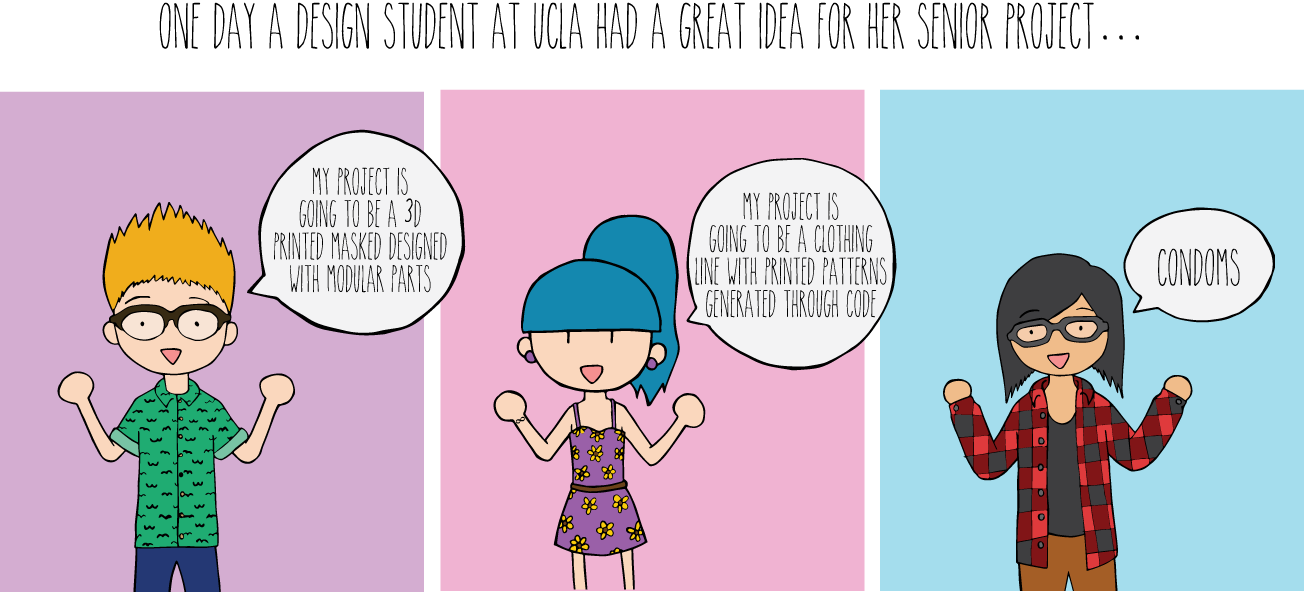 ONE DAY A DESIGN STUDENT AT UCLA HAD A GREAT IDEA FOR HER SENIOR PROJECT...
MY PROJECT IS
GOING TO BE A 3D
PRINTED MASKED DESIGNED
WITH MODULAR PARTS
MY PROJECT IS
GOING TO BE A CLOTHING
LINE WITH PRINTED PATTERNS
GENERATED THROUGH CODE
CONDOMS